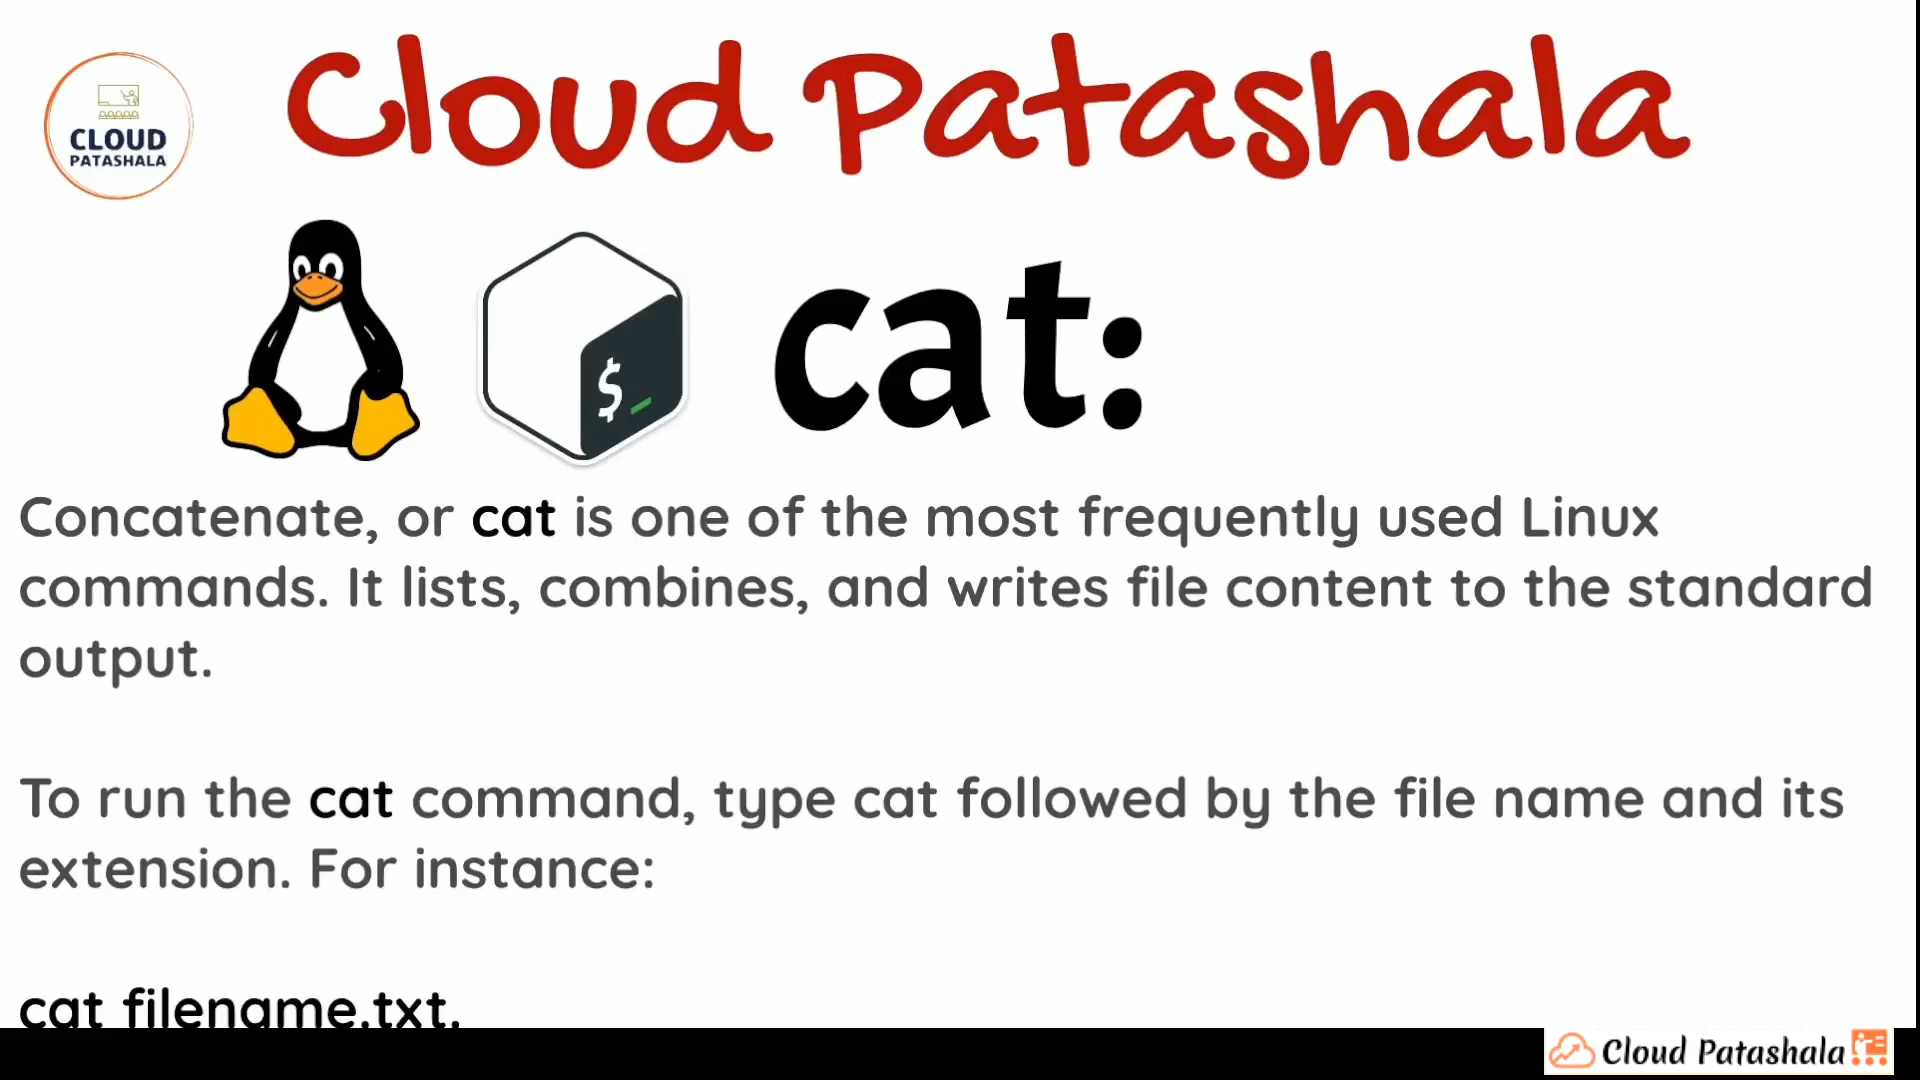 CLOUD
PATASHALA
Cloud Patashala
$_
cat:
Concatenate, or cat is one of the most frequently used Linux
commands. It lists, combines, and writes file content to the standard
output.
To run the cat command, type cat followed by the file name and its
extension. For instance:
cat filename.txt.
Cloud Patashala